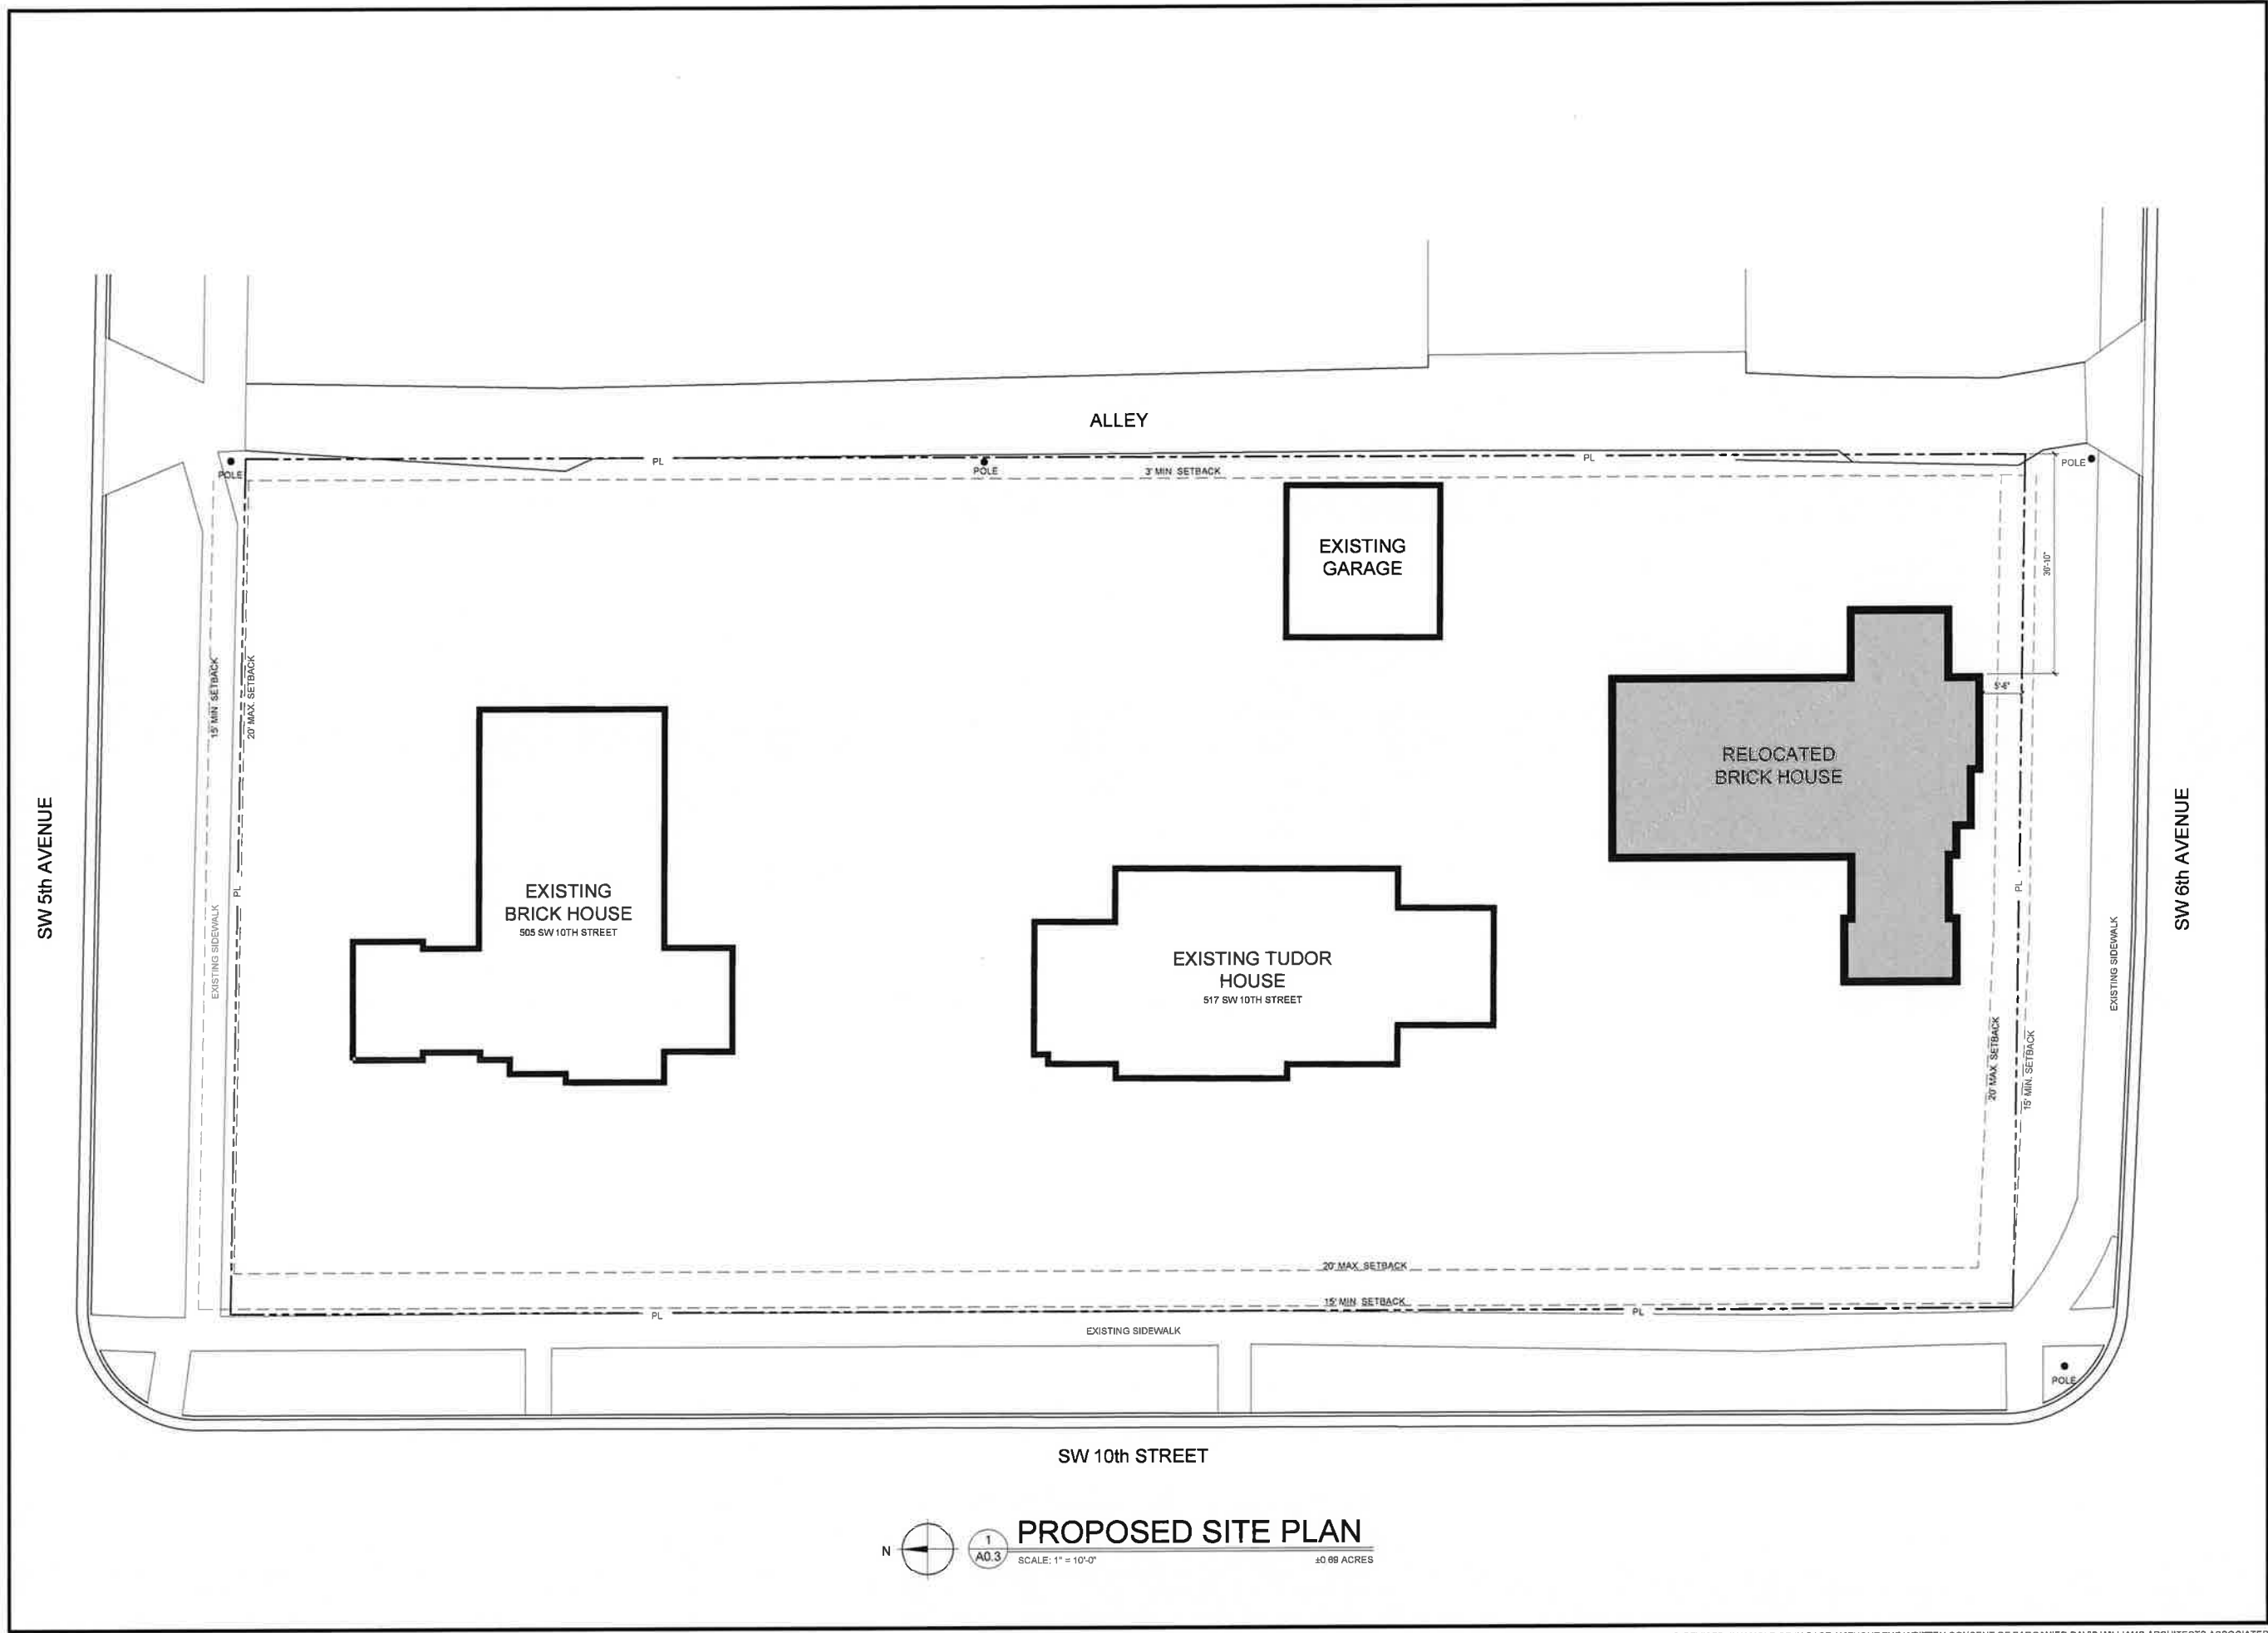 ALLEY
POLE
PL
POLE
3' MIN SETBACK
PL
POLE
EXISTING
GARAGE
5'-6"
15' MIN. SETBACK
20' MAX. SETBACK
RELOCATED
BRICK HOUSE
SW 5th AVENUE
EXISTING SIDEWALK
PL
EXISTING
BRICK HOUSE
505 SW 10TH STREET
EXISTING TUDOR
HOUSE
517 SW 10TH STREET
PL
EXISTING SIDEWALK
SW 6th AVENUE
20' MAX. SETBACK
15' MIN. SETBACK
20' MAX. SETBACK
15' MIN. SETBACK
PL
PL
EXISTING SIDEWALK
POLE
SW 10th STREET
N
1
A0.3
PROPOSED SITE PLAN
SCALE: 1" = 10'-0"
±0.69 ACRES